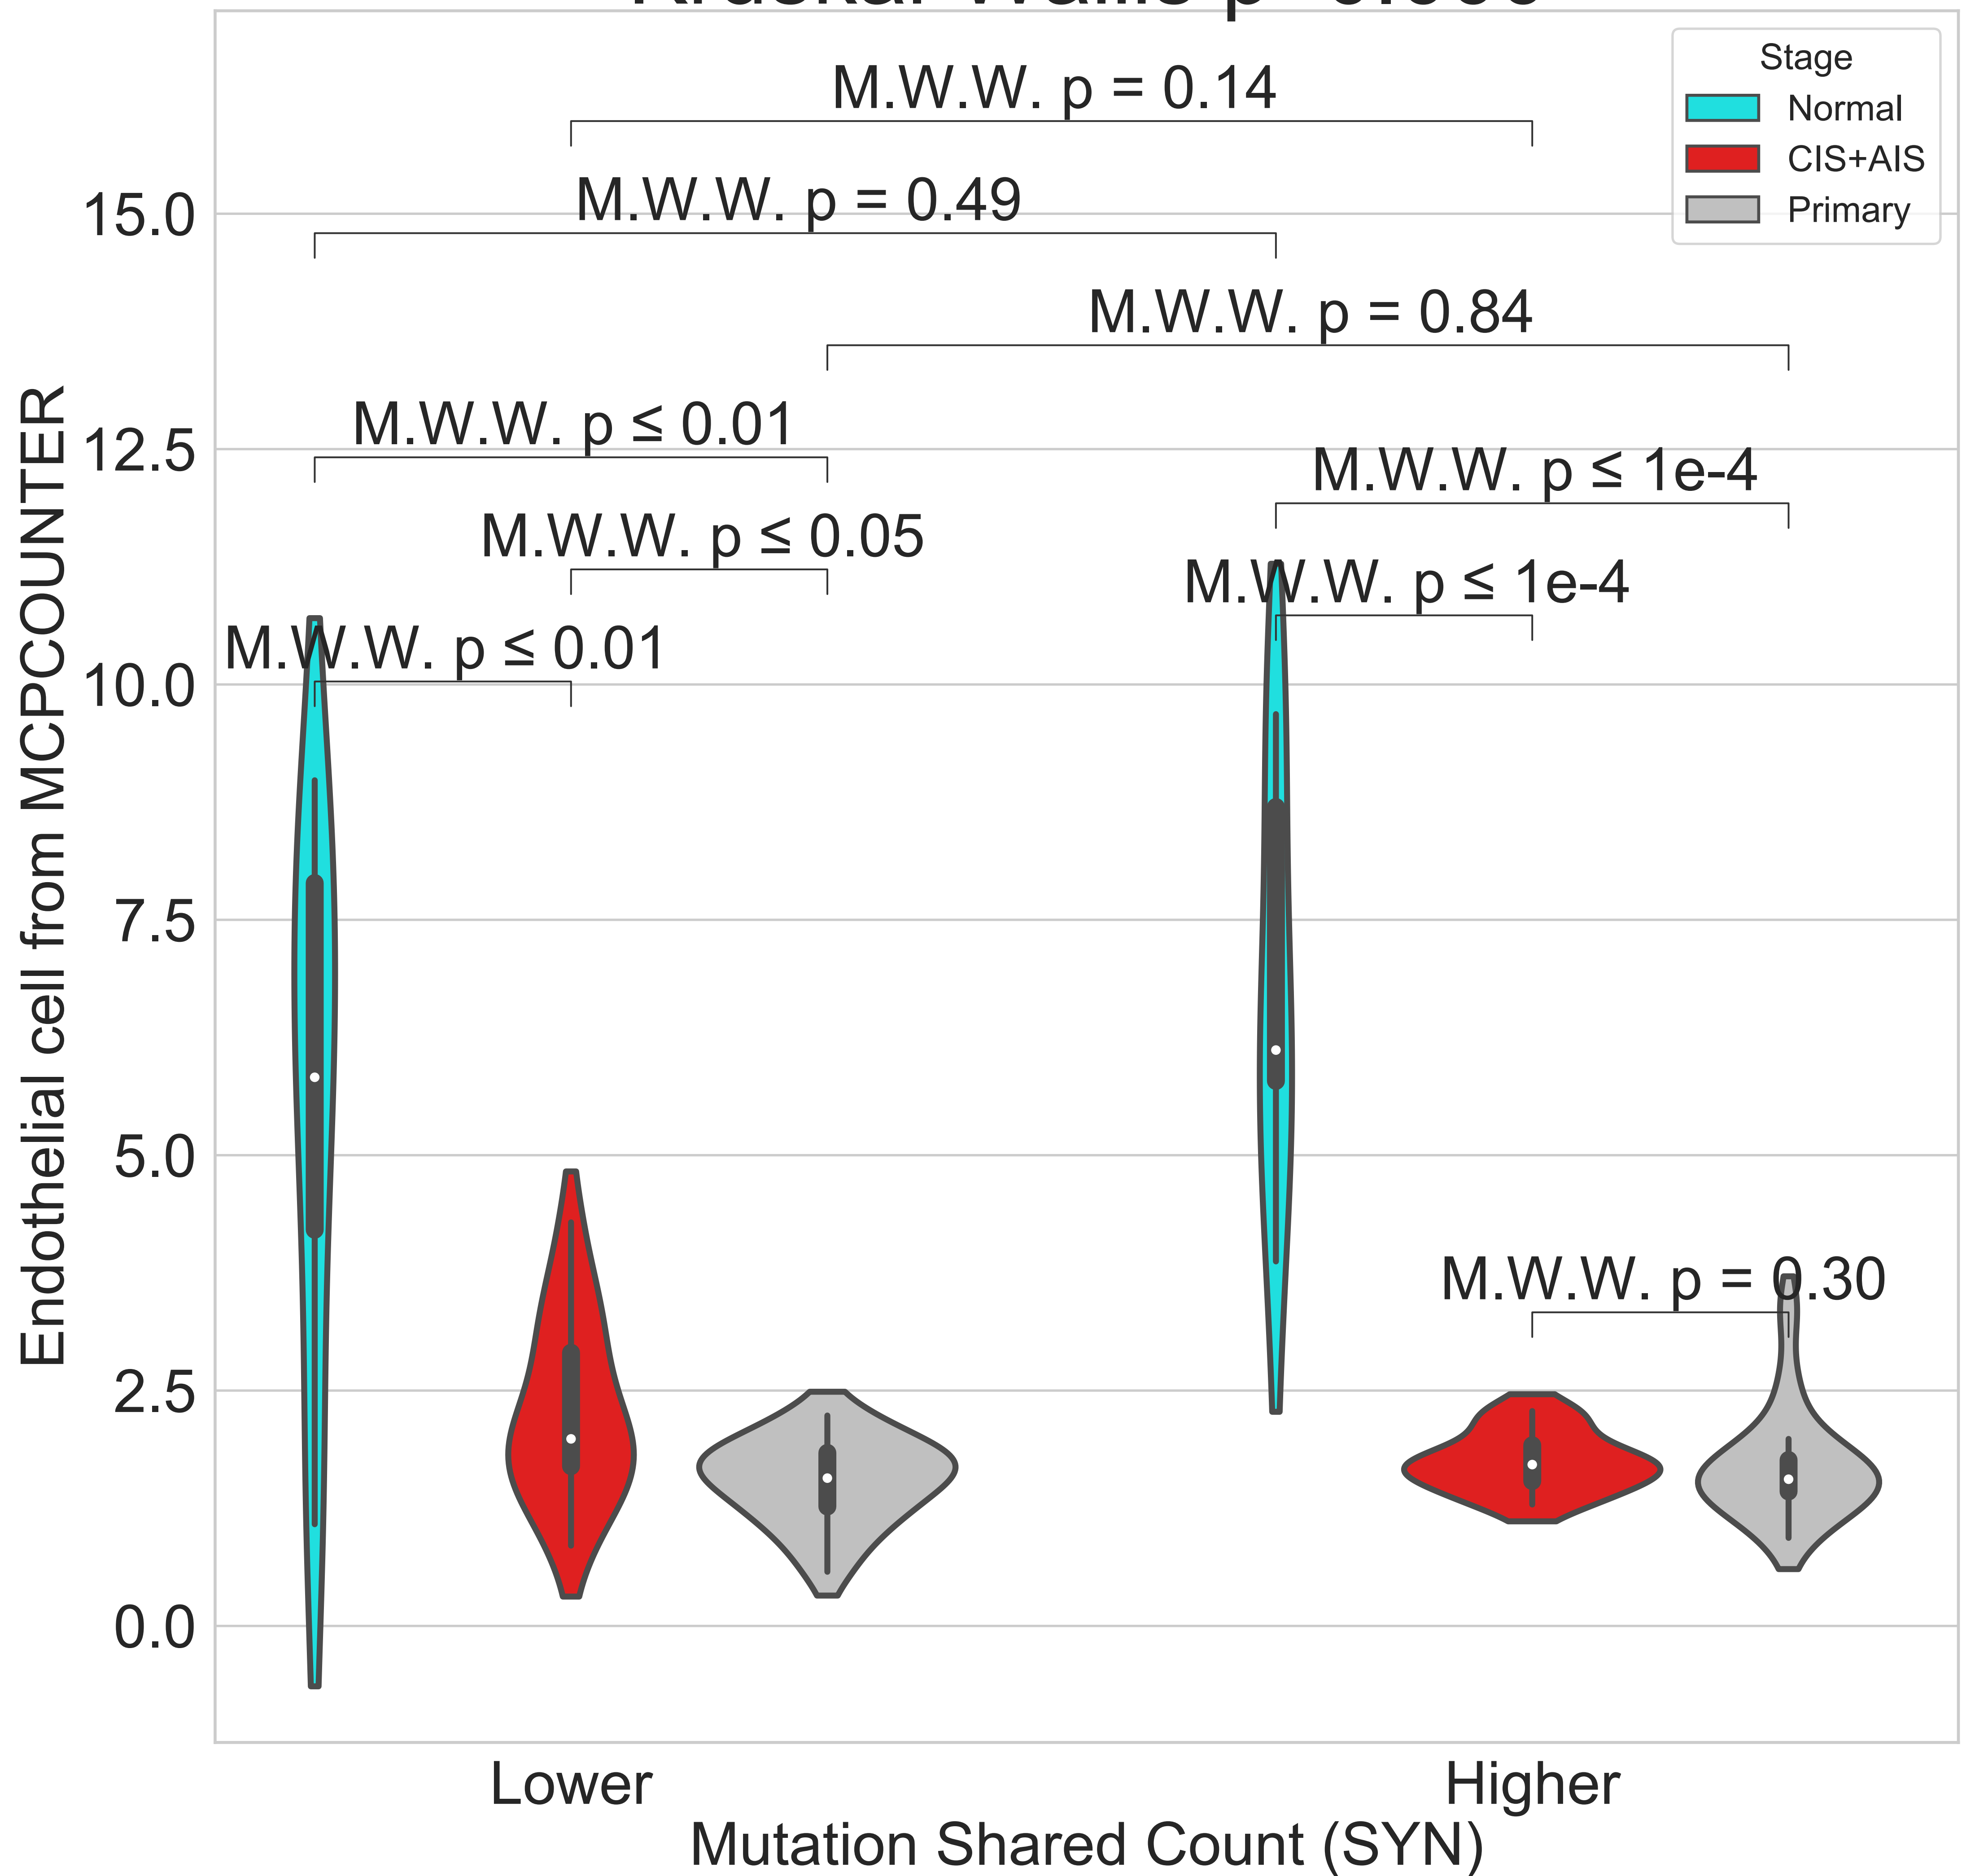 Stage
Normal
CIS+AIS
Primary
M.W.W. p = 0.14
M.W.W. p = 0.49
M.W.W. p = 0.84
M.W.W. p ≤ 0.01
M.W.W. p ≤ 1e-4
M.W.W. p ≤ 0.05
M.W.W. p ≤ 1e-4
M.W.W. p ≤ 0.01
M.W.W. p = 0.30
Endothelial cell from MCPCOUNTER
15.0
12.5
10.0
7.5
5.0
2.5
0.0
Lower
Higher
Mutation Shared Count (SYN)